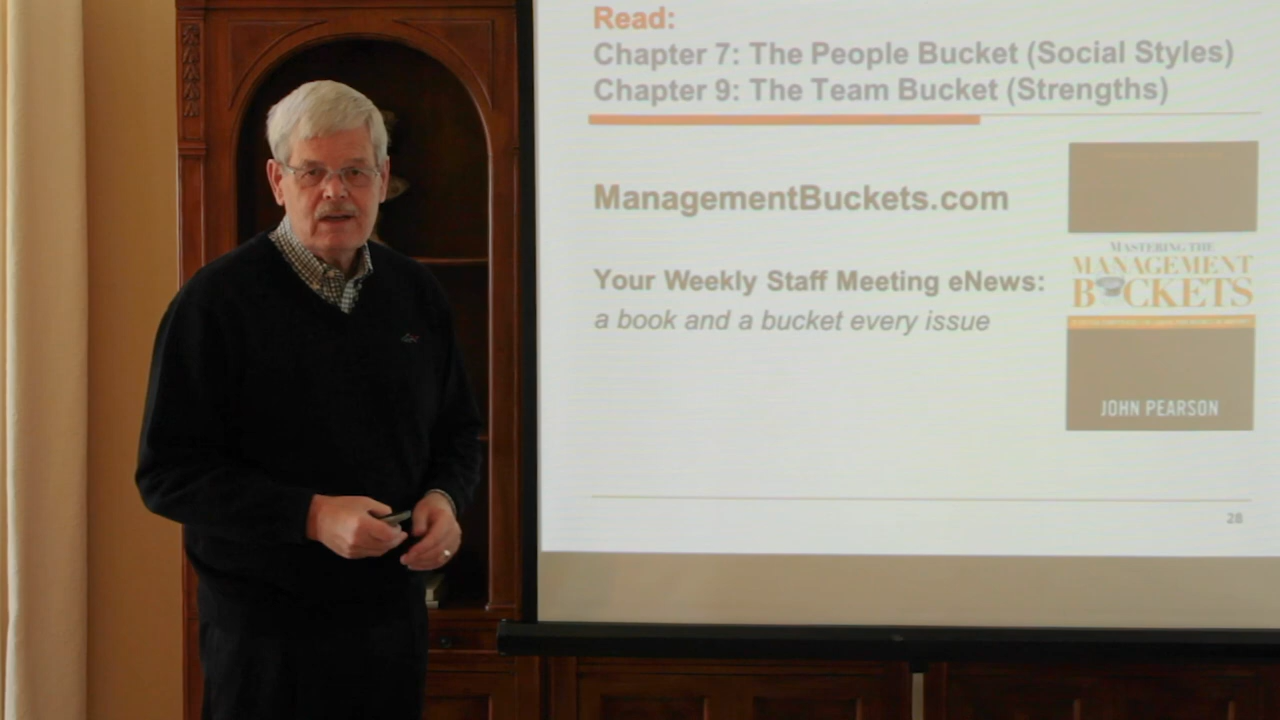 Read:
Chapter 7: The People Bucket (Social Styles)
Chapter 9: The Team Bucket (Strengths)
ManagementBuckets.com
MASTERING THE
MANAGEMENT
BUCKETS
Your Weekly Staff Meeting eNews:
a book and a bucket every issue
JOHN PEARSON
28